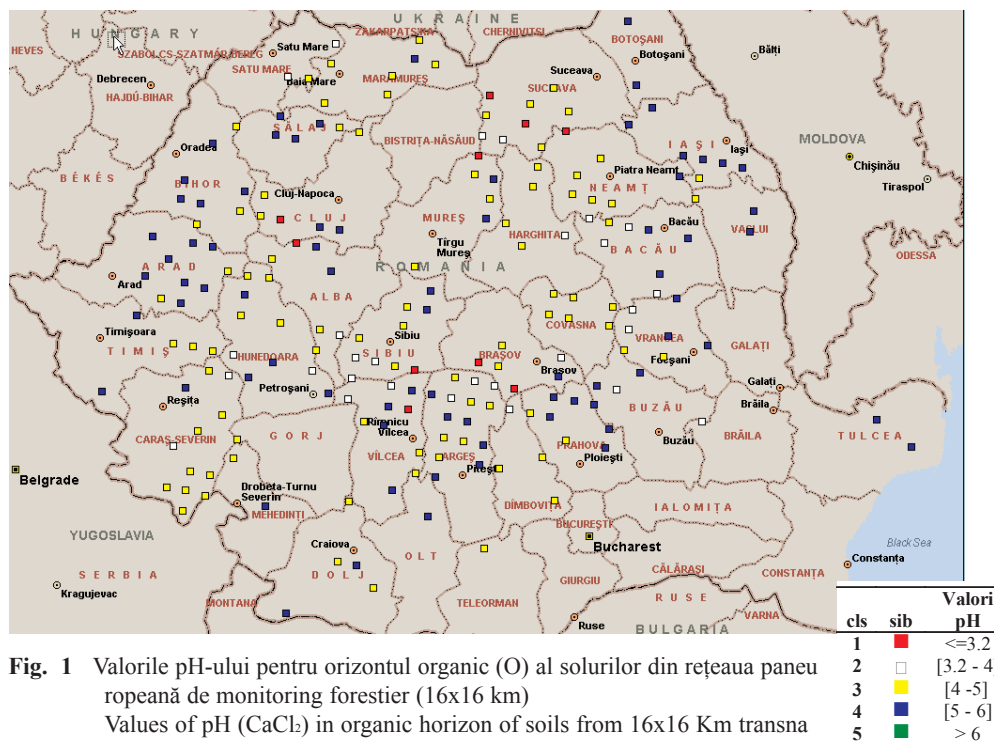 U K R A I N E
H U N G A R Y
ZAKARPATSKA
CHERNIVITSI
BOTOȘANI
HEVES
SZABOLCS-SZATMÁR-BEREG
Satu Mare
Botoșani
Bălți
SATU MARE
Baia Mare
MARAMUREȘ
Suceava
SUCEAVA
Debrecen
HAJDÚ-BIHAR
SĂLAJ
BISTRIȚA-NĂSĂUD
IAȘI
Iași
MOLDOVA
Oradea
Chișinău
BÉKÉS
BIHOR
Cluj-Napoca
Piatra Neamț
NEAMȚ
Tiraspol
CLUJ
MUREȘ
HARGHITA
Bacău
BACĂU
VASLUI
Tîrgu
Mureș
ODESSA
ARAD
R O M A N I A
Arad
ALBA
COVASNA
VRANCEA
Timișoara
TIMIȘ
HUNEDOARA
Sibiu
SIBIU
BRAȘOV
Brasov
Focșani
GALAȚI
Petroșani
Galați
Reșița
BUZĂU
Brăila
CARAȘ-SEVERIN
GORJ
Rîmnicu
Vîlcea
VÎLCEA
ARGEȘ
PRAHOVA
Buzău
BRĂILA
TULCEA
Pitești
Ploiești
Belgrade
Drobeta-Turnu
Severin
MEHEDINȚI
DÎMBOVIȚA
IALOMIȚA
YUGOSLAVIA
BUCUREȘTI
Bucharest
Craiova
OLT
Black Sea
Constanța
SERBIA
DOLJ
GIURGIU
CĂLĂRAȘI
CONSTANȚA
Kragujevac
MONTANA
TELEORMAN
RUSE
VARNA
Ruse
BULGARIA
Valori
cls sib pH
1 <=3.2
2 [3.2 - 4
3 [4 -5]
4 [5 - 6]
5 > 6
Fig. 1 Valorile pH-ului pentru orizontul organic (O) al solurilor din rețeaua paneu
ropeană de monitoring forestier (16x16 km)
Values of pH (CaCl₂) in organic horizon of soils from 16x16 Km transna